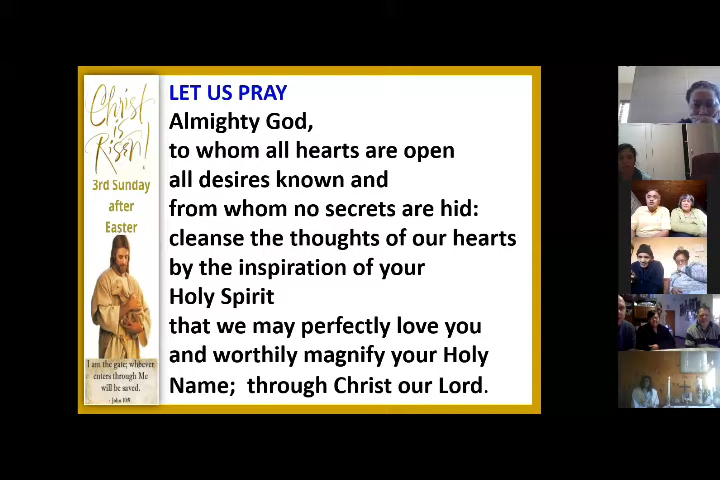 Christ
is
Risen!
3rd Sunday
after
Easter
I am the gate; whoever
enters through Me
will be saved.
- John 10:9
LET US PRAY
Almighty God,
to whom all hearts are open
all desires known and
from whom no secrets are hid:
cleanse the thoughts of our hearts
by the inspiration of your
Holy Spirit
that we may perfectly love you
and worthily magnify your Holy
Name;  through Christ our Lord.